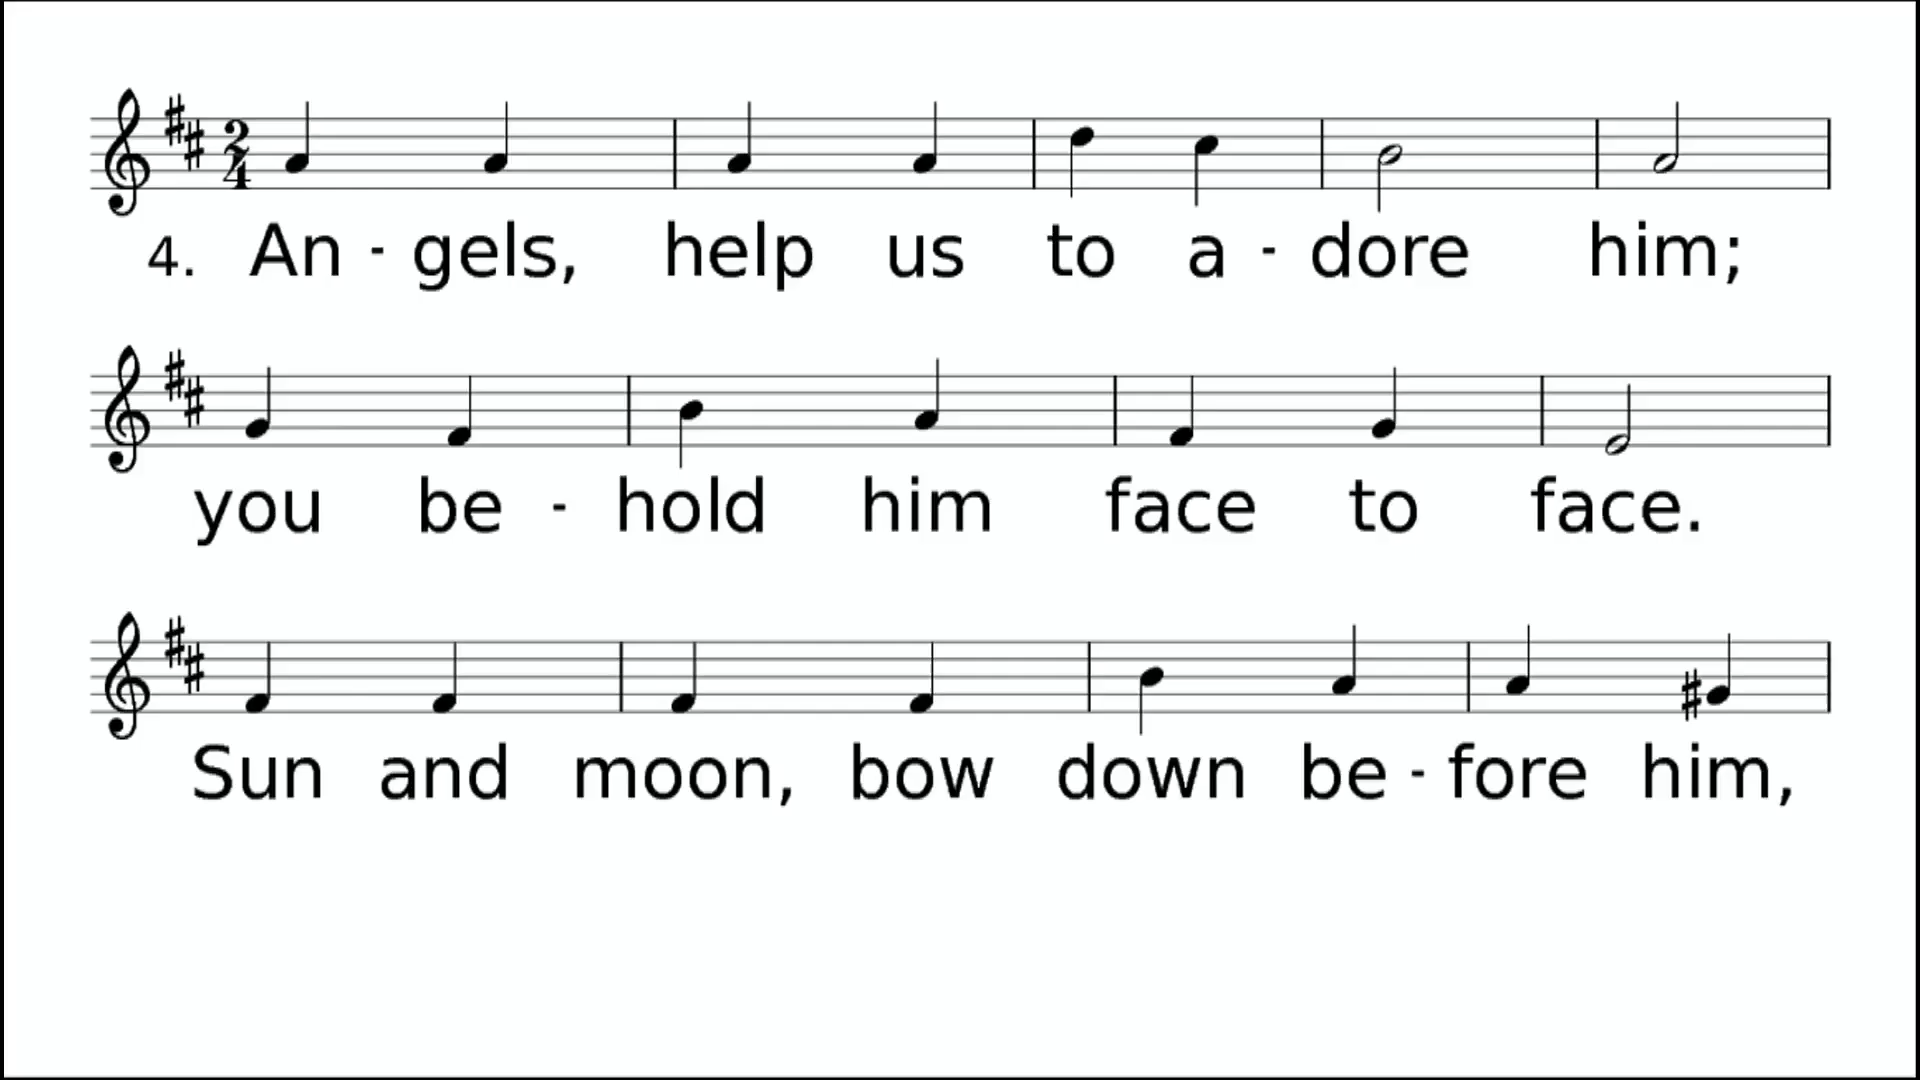 4. An - gels, help us to a - dore him;
you be - hold him face to face.
Sun and moon, bow down be - fore him,